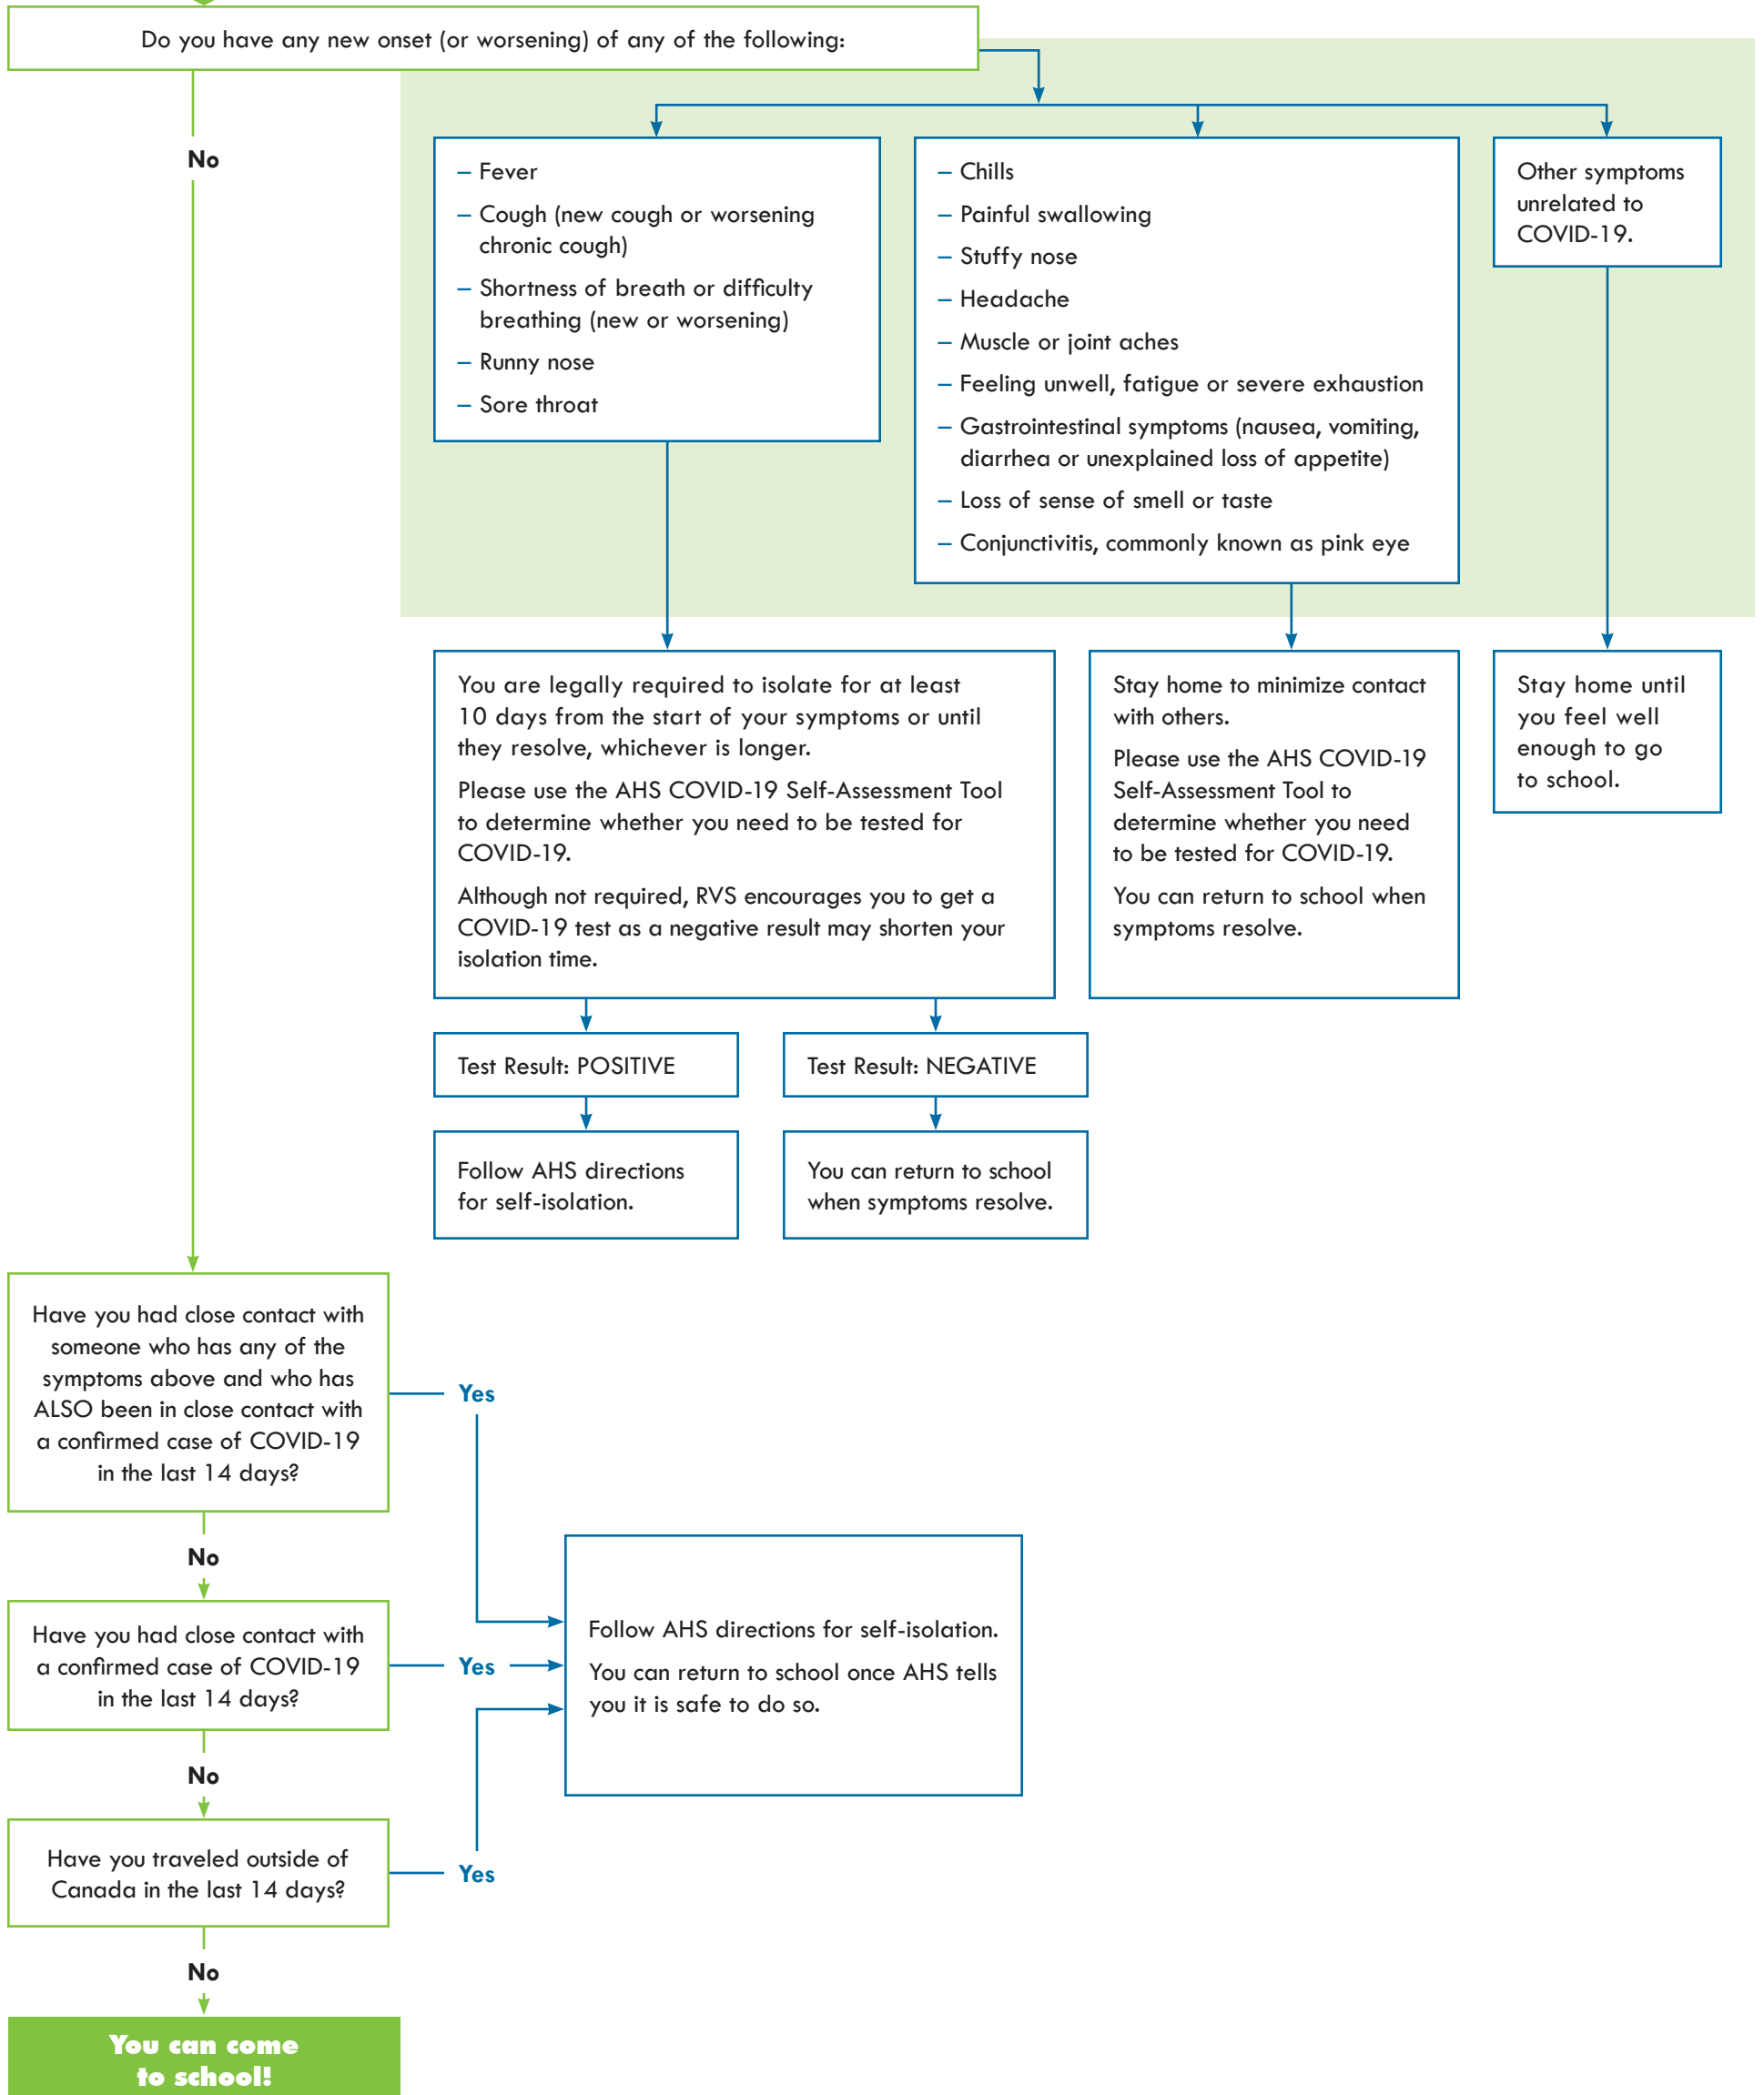 Do you have any new onset (or worsening) of any of the following:
No
– Fever
– Cough (new cough or worsening
chronic cough)
– Shortness of breath or difficulty
breathing (new or worsening)
– Runny nose
– Sore throat
– Chills
– Painful swallowing
– Stuffy nose
– Headache
– Muscle or joint aches
– Feeling unwell, fatigue or severe exhaustion
– Gastrointestinal symptoms (nausea, vomiting,
diarrhea or unexplained loss of appetite)
– Loss of sense of smell or taste
– Conjunctivitis, commonly known as pink eye
Other symptoms
unrelated to
COVID-19.
You are legally required to isolate for at least
10 days from the start of your symptoms or until
they resolve, whichever is longer.
Please use the AHS COVID-19 Self-Assessment Tool
to determine whether you need to be tested for
COVID-19.
Although not required, RVS encourages you to get a
COVID-19 test as a negative result may shorten your
isolation time.
Stay home to minimize contact
with others.
Please use the AHS COVID-19
Self-Assessment Tool to
determine whether you need
to be tested for COVID-19.
You can return to school when
symptoms resolve.
Stay home until
you feel well
enough to go
to school.
Test Result: POSITIVE
Test Result: NEGATIVE
Follow AHS directions
for self-isolation.
You can return to school
when symptoms resolve.
Have you had close contact with
someone who has any of the
symptoms above and who has
ALSO been in close contact with
a confirmed case of COVID-19
in the last 14 days?
Yes
No
Have you had close contact with
a confirmed case of COVID-19
in the last 14 days?
Yes
Follow AHS directions for self-isolation.
You can return to school once AHS tells
you it is safe to do so.
No
Have you traveled outside of
Canada in the last 14 days?
Yes
No
You can come
to school!